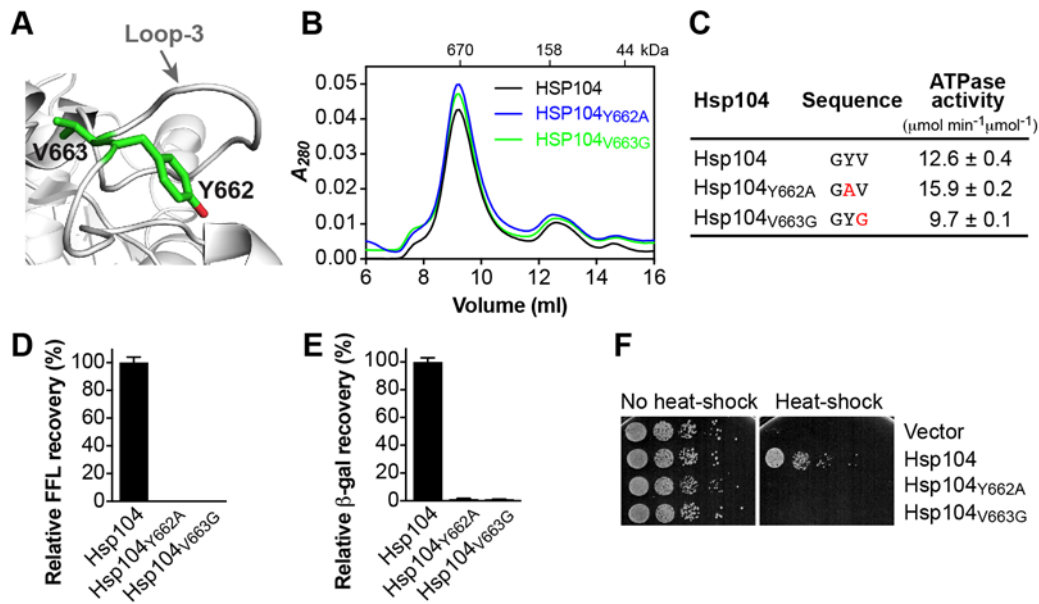 A
Loop-3
V663
Y662
B
670 158 44 kDa
0.05
0.04
0.03
0.02
0.01
0.00
A280
HSP104
HSP104Y662A
HSP104V663G
6 8 10 12 14 16
Volume (ml)
C
Hsp104 Sequence ATPase activity
(μmol min-1μmol-1)
Hsp104 GYV 12.6 ± 0.4
Hsp104Y662A GAV 15.9 ± 0.2
Hsp104V663G GYG 9.7 ± 0.1
D
Relative FFL recovery (%)
100
80
60
40
20
0
Hsp104
Hsp104Y662A
Hsp104V663G
E
Relative β-gal recovery (%)
100
80
60
40
20
0
Hsp104
Hsp104Y662A
Hsp104V663G
F
No heat-shock Heat-shock
Vector
Hsp104
Hsp104Y662A
Hsp104V663G